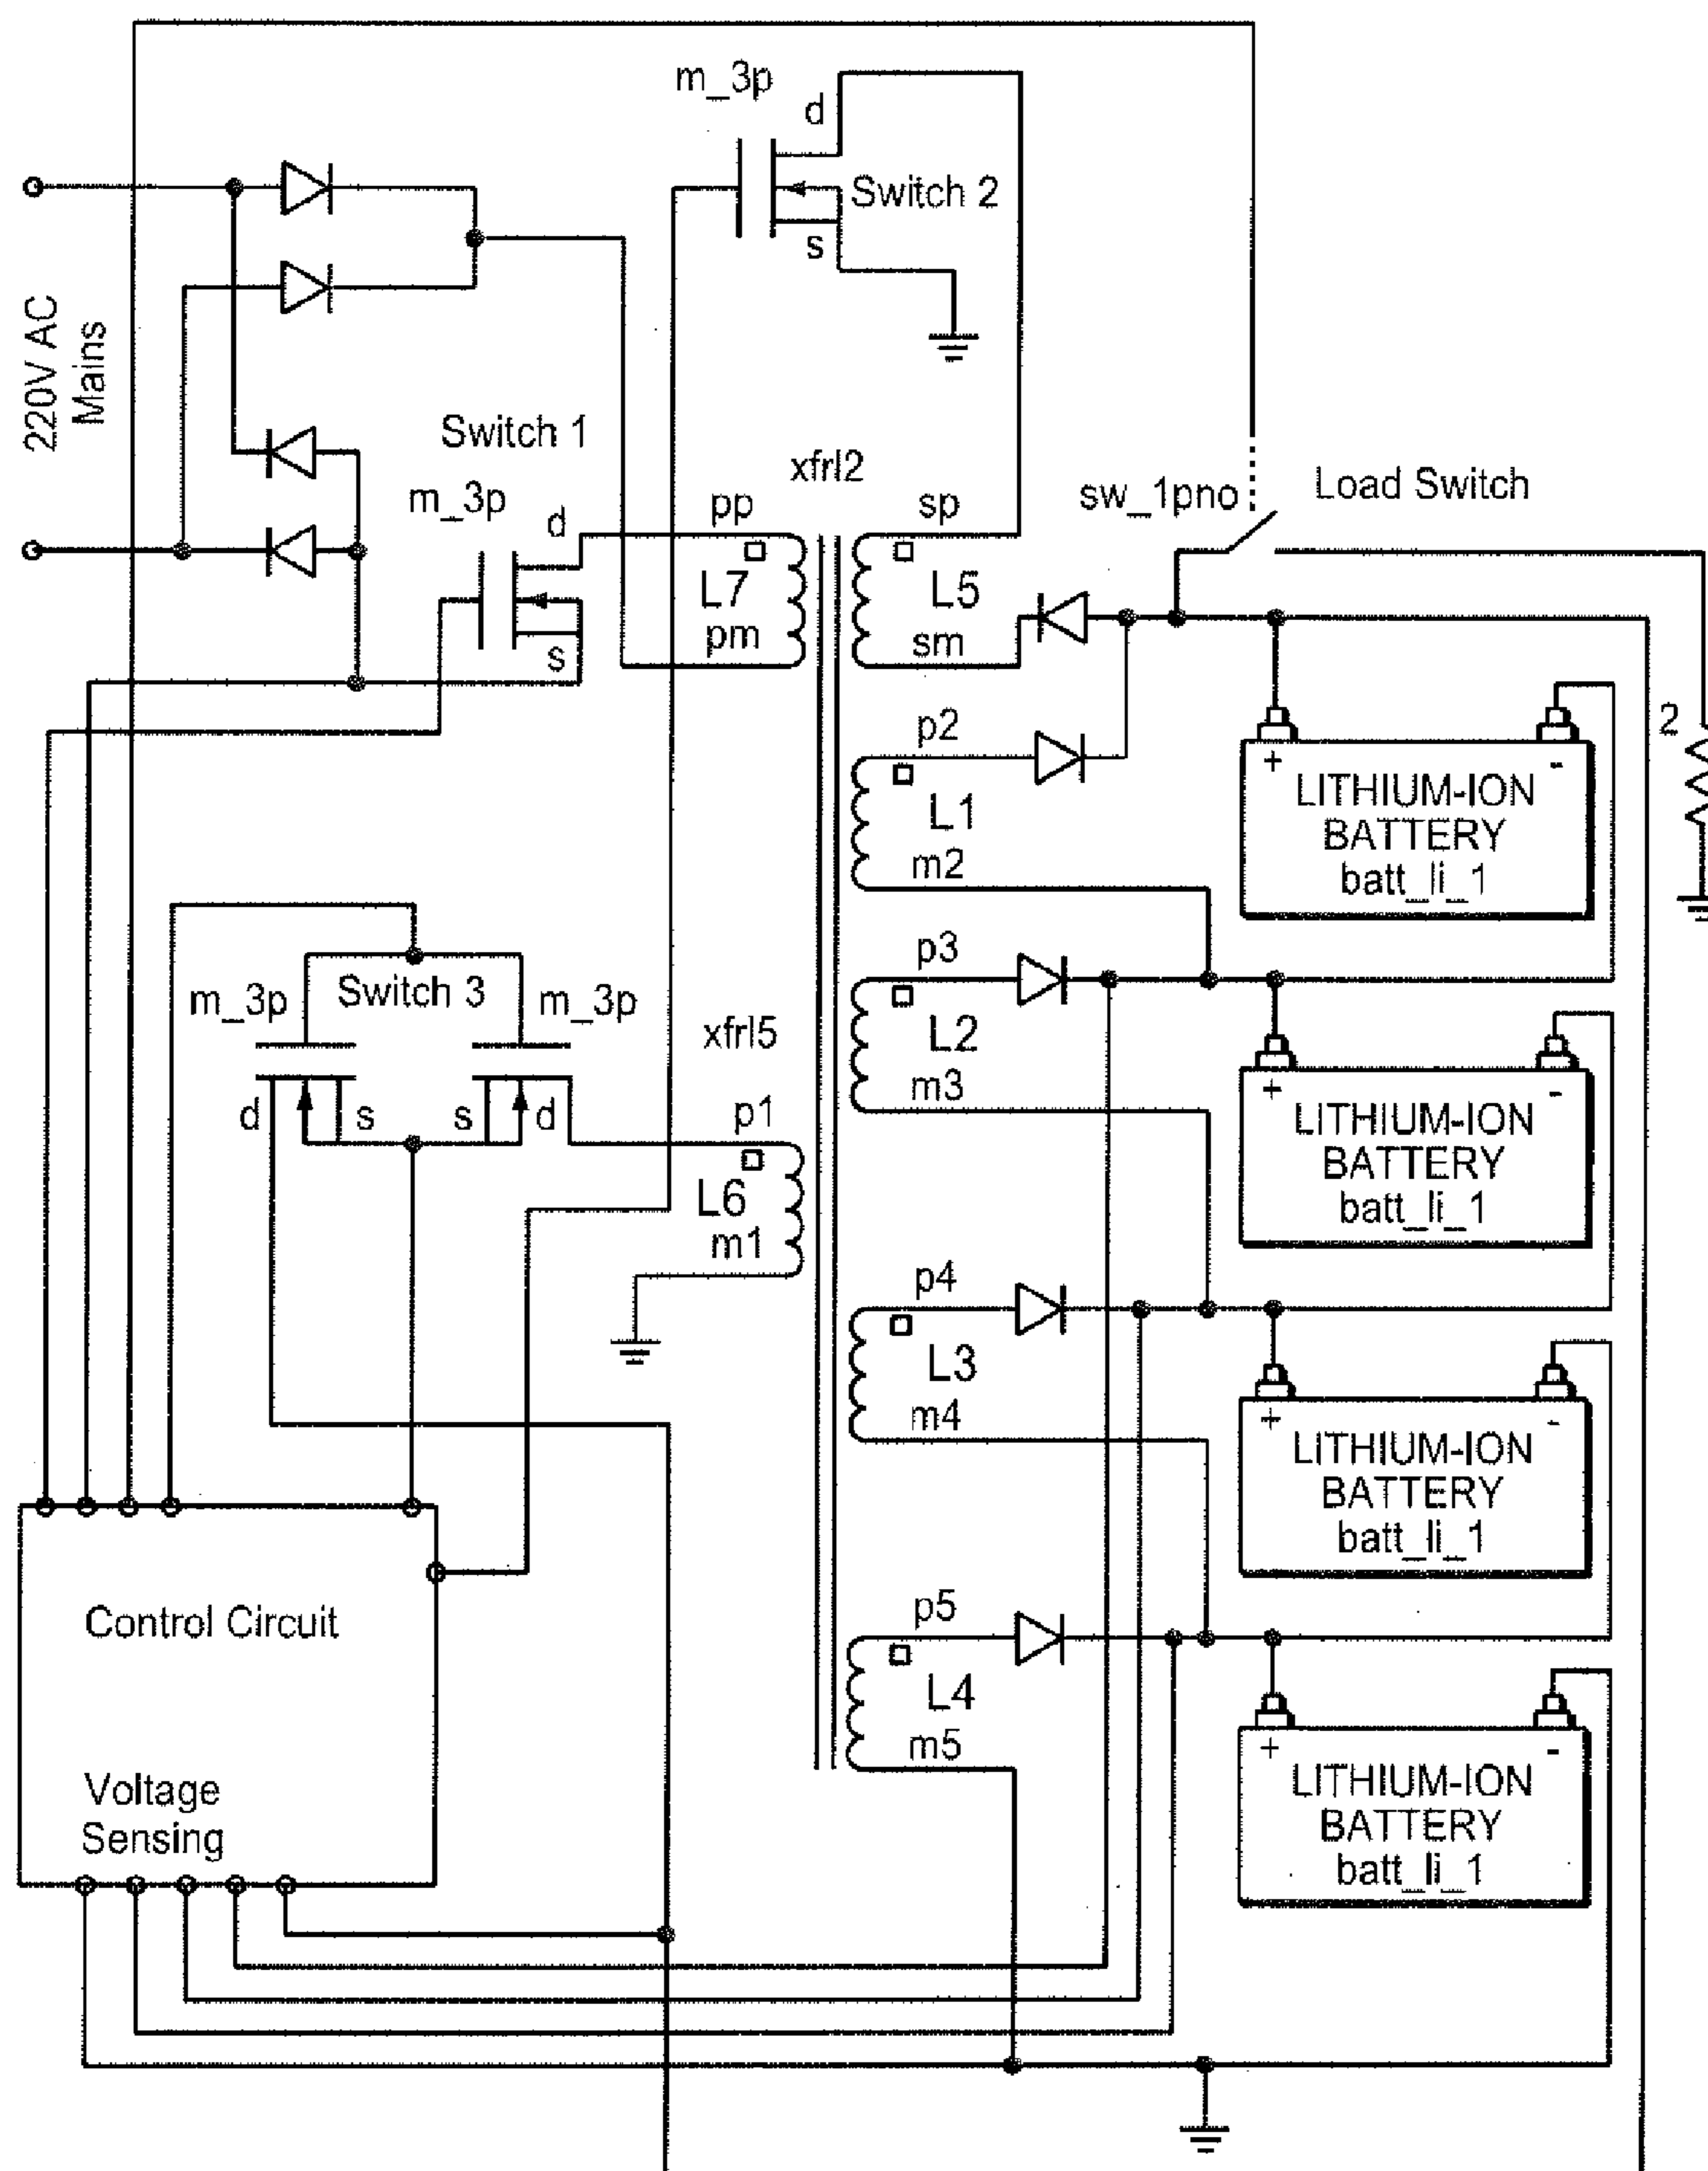 m_3p
d
Switch 2
s
220V AC
Mains
Switch 1
m_3p
d
s
xfrl2
pp
L7
pm
sp
L5
sm
sw_1pno
Load Switch
2
p2
L1
m2
+
-
LITHIUM-ION
BATTERY
batt_li_1
p3
L2
m3
+
-
LITHIUM-ION
BATTERY
batt_li_1
Switch 3
m_3p
m_3p
d
s
s
d
xfrl5
p1
L6
m1
p4
L3
m4
+
-
LITHIUM-ION
BATTERY
batt_li_1
p5
L4
m5
+
-
LITHIUM-ION
BATTERY
batt_li_1
Control Circuit
Voltage
Sensing